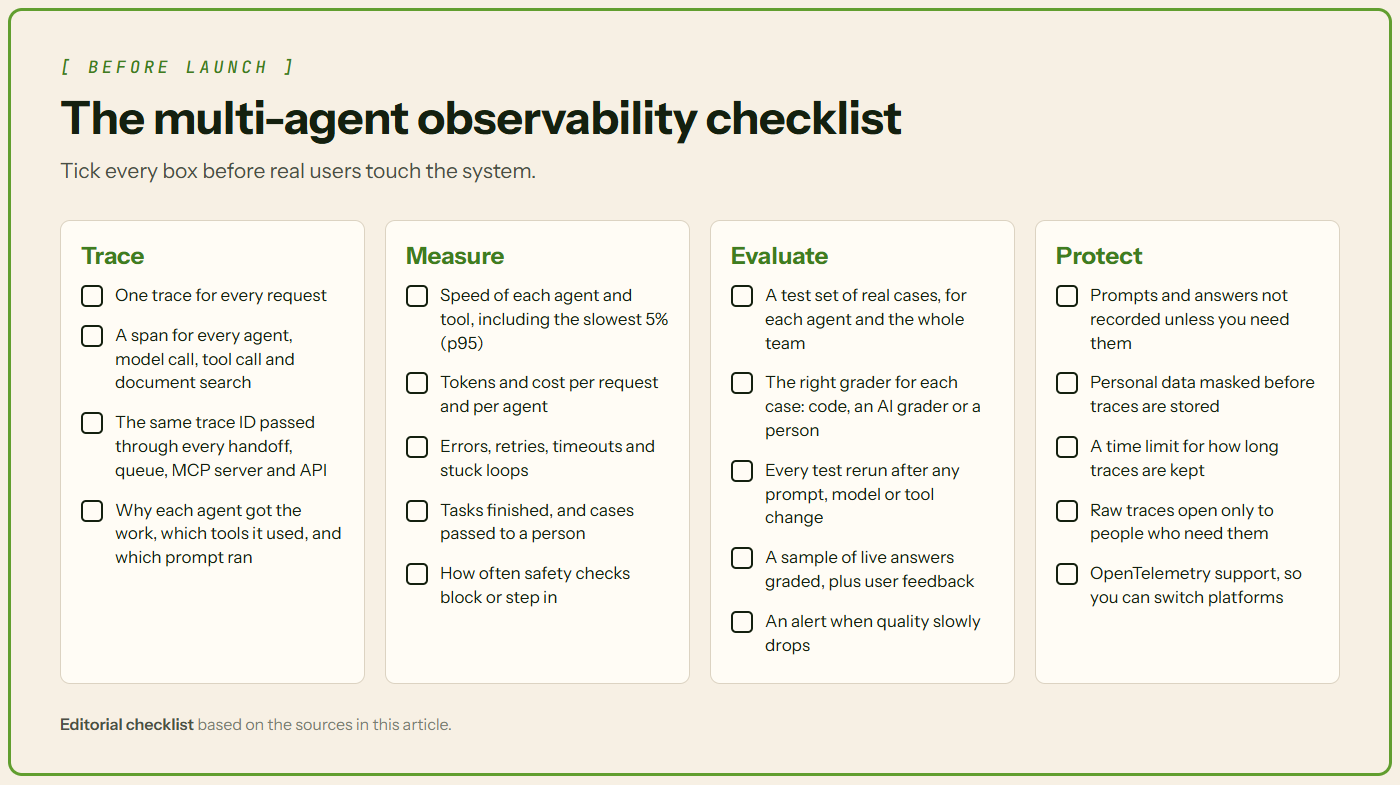 [ BEFORE LAUNCH ]
The multi-agent observability checklist
Tick every box before real users touch the system.
Trace
One trace for every request
A span for every agent,
model call, tool call and
document search
The same trace ID passed
through every handoff,
queue, MCP server and API
Why each agent got the
work, which tools it used, and
which prompt ran
Measure
Speed of each agent and
tool, including the slowest 5%
(p95)
Tokens and cost per request
and per agent
Errors, retries, timeouts and
stuck loops
Tasks finished, and cases
passed to a person
How often safety checks
block or step in
Evaluate
A test set of real cases, for
each agent and the whole
team
The right grader for each
case: code, an AI grader or a
person
Every test rerun after any
prompt, model or tool
change
A sample of live answers
graded, plus user feedback
An alert when quality slowly
drops
Protect
Prompts and answers not
recorded unless you need
them
Personal data masked before
traces are stored
A time limit for how long
traces are kept
Raw traces open only to
people who need them
OpenTelemetry support, so
you can switch platforms
Editorial checklist based on the sources in this article.